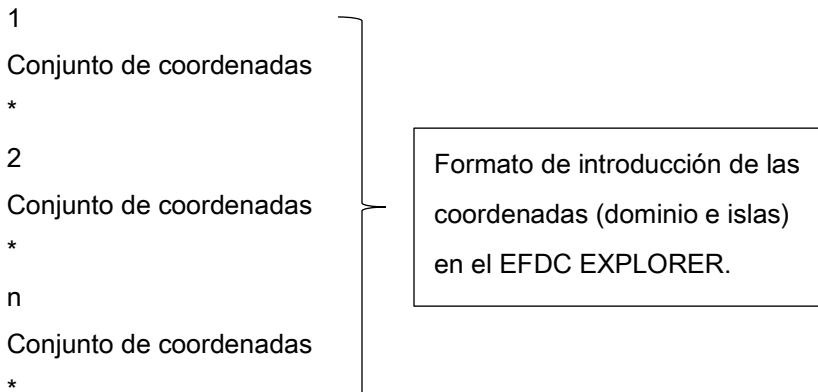 1
Conjunto de coordenadas
*
2
Conjunto de coordenadas
*
n
Conjunto de coordenadas
*
Formato de introducción de las
coordenadas (dominio e islas)
en el EFDC EXPLORER.